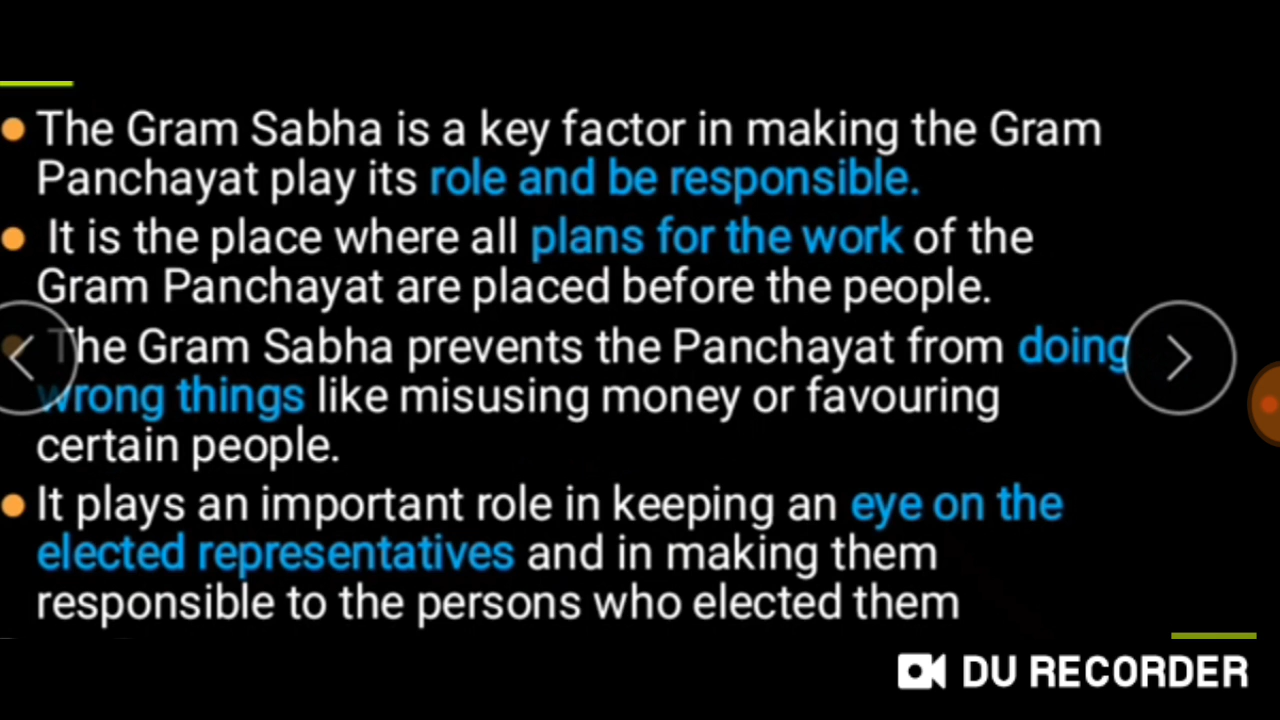 The Gram Sabha is a key factor in making the Gram
Panchayat play its role and be responsible.
It is the place where all plans for the work of the
Gram Panchayat are placed before the people.
The Gram Sabha prevents the Panchayat from doing
wrong things like misusing money or favouring
certain people.
It plays an important role in keeping an eye on the
elected representatives and in making them
responsible to the persons who elected them
DU RECORDER